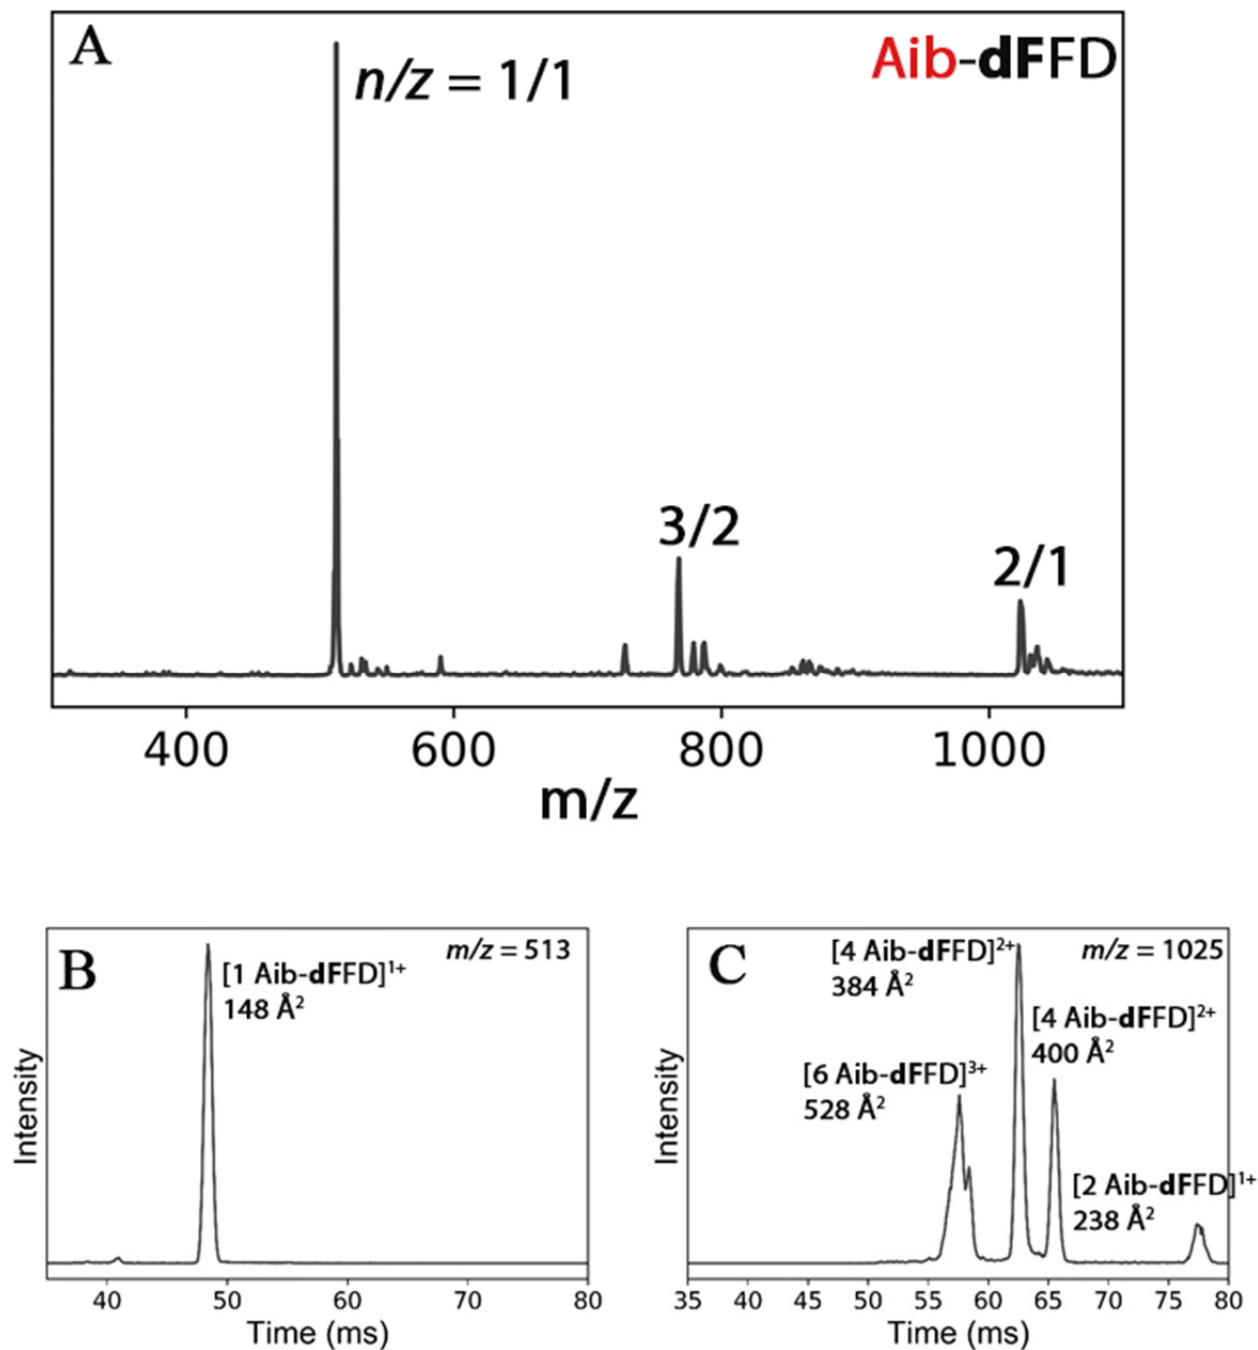 A
n/z = 1/1
Aib-dFFD
3/2
2/1
400 600 800 1000
m/z
B
m/z = 513
[1 Aib-dFFD]¹⁺
148 Å²
Intensity
40 50 60 70 80
Time (ms)
C
m/z = 1025
[4 Aib-dFFD]²⁺
384 Å²
[4 Aib-dFFD]²⁺
400 Å²
[6 Aib-dFFD]³⁺
528 Å²
[2 Aib-dFFD]¹⁺
238 Å²
Intensity
35 40 45 50 55 60 65 70 75 80
Time (ms)